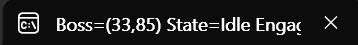 Boss=(33,85) State=Idle Engag